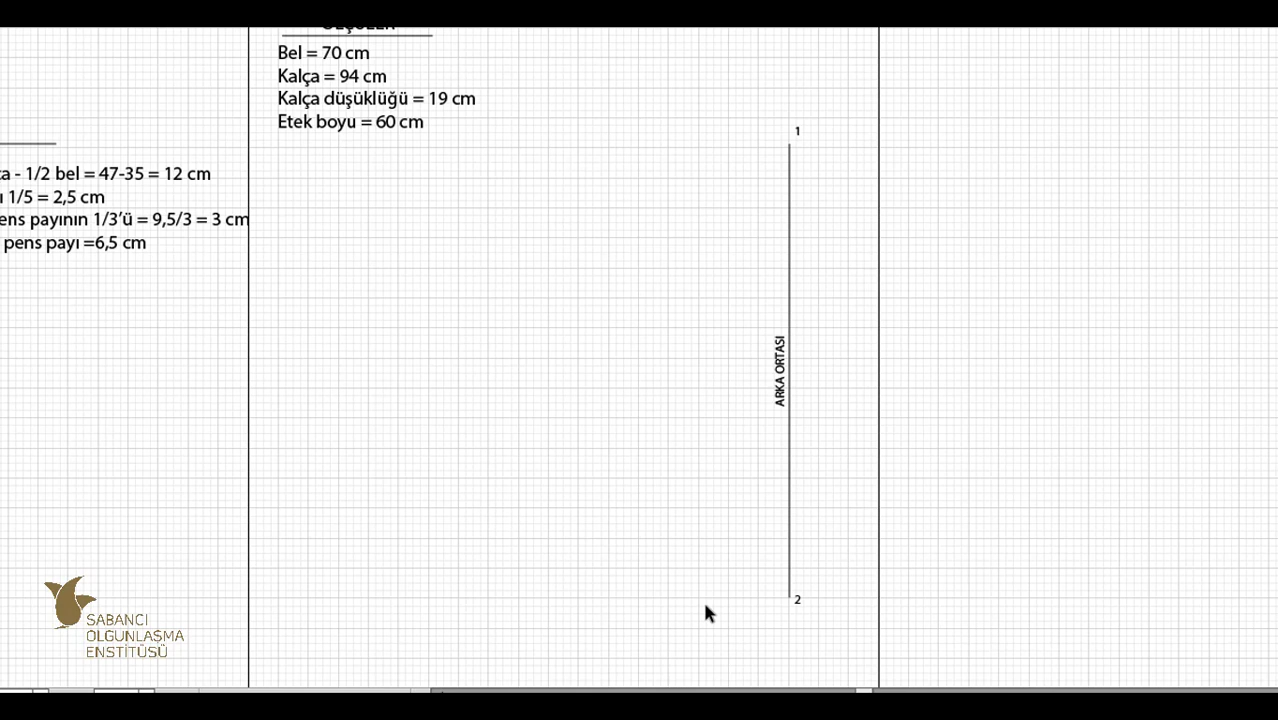 ÖLÇÜLER
Bel = 70 cm
Kalça = 94 cm
Kalça düşüklüğü = 19 cm
Etek boyu = 60 cm
- 1/2 bel = 47-35 = 12 cm
1/5 = 2,5 cm
payının 1/3’ü = 9,5/3 = 3 cm
pens payı =6,5 cm
1
ARKA ORTASI
2
SABANCI
OLGUNLAŞMA
ENSTİTÜSÜ